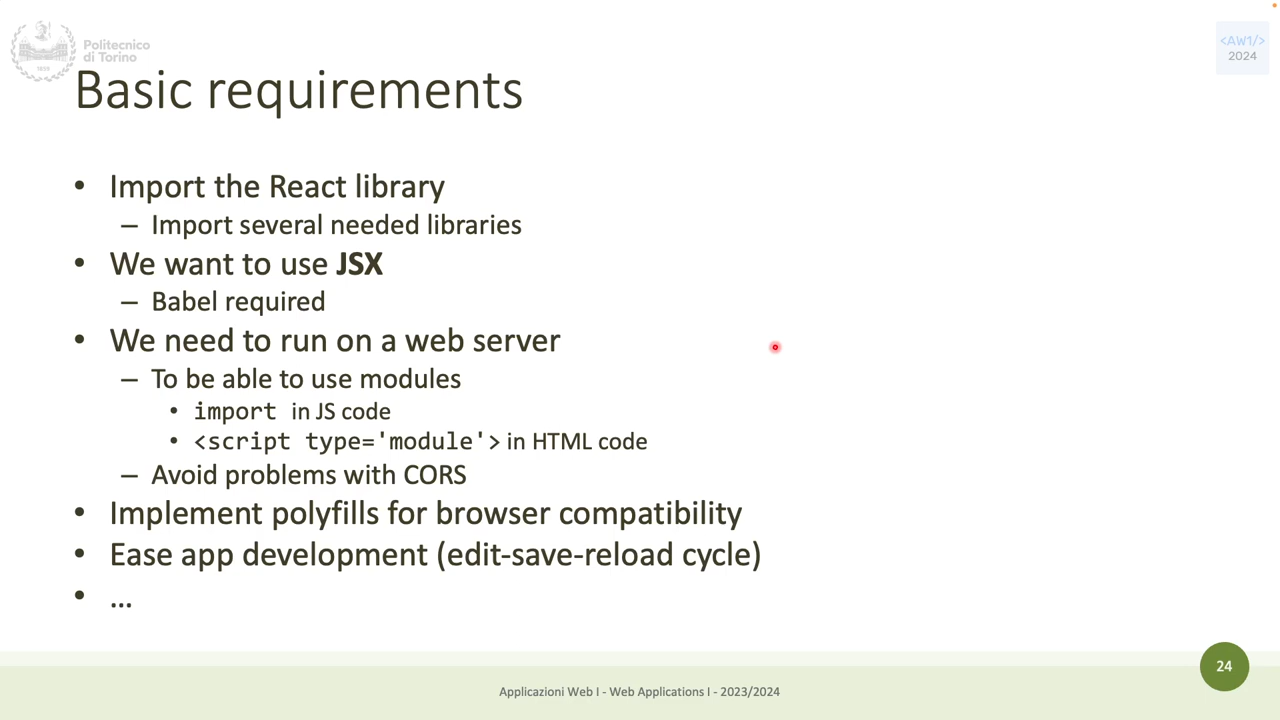 Politecnico
di Torino
1859
<AW1/>
2024
Basic requirements
• Import the React library
– Import several needed libraries
• We want to use JSX
– Babel required
• We need to run on a web server
– To be able to use modules
• import in JS code
• <script type='module'> in HTML code
– Avoid problems with CORS
• Implement polyfills for browser compatibility
• Ease app development (edit-save-reload cycle)
• …
24
Applicazioni Web I - Web Applications I - 2023/2024